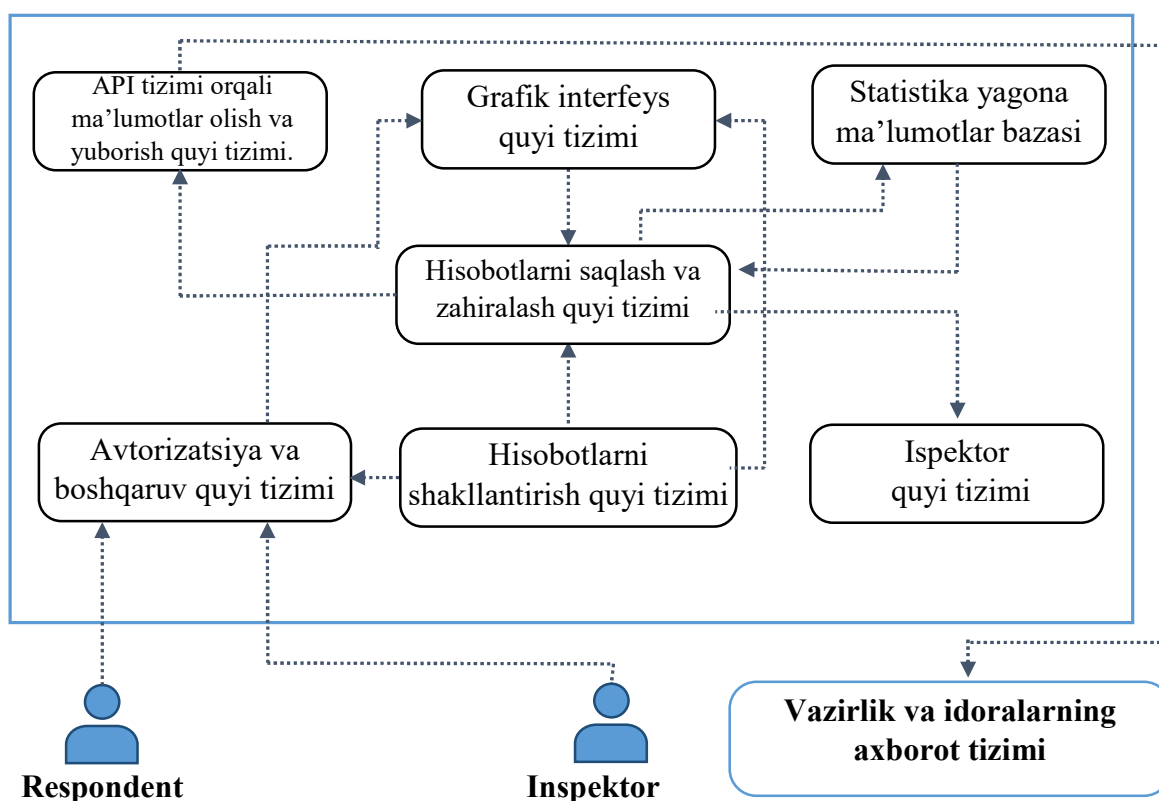 API tizimi orqali
ma’lumotlar olish va
yuborish quyi tizimi.
Grafik interfeys
quyi tizimi
Statistika yagona
ma’lumotlar bazasi
Hisobotlarni saqlash va
zahiralash quyi tizimi
Avtorizatsiya va
boshqaruv quyi tizimi
Hisobotlarni
shakllantirish quyi tizimi
Ispektor
quyi tizimi
Respondent
Inspektor
Vazirlik va idoralarning
axborot tizimi